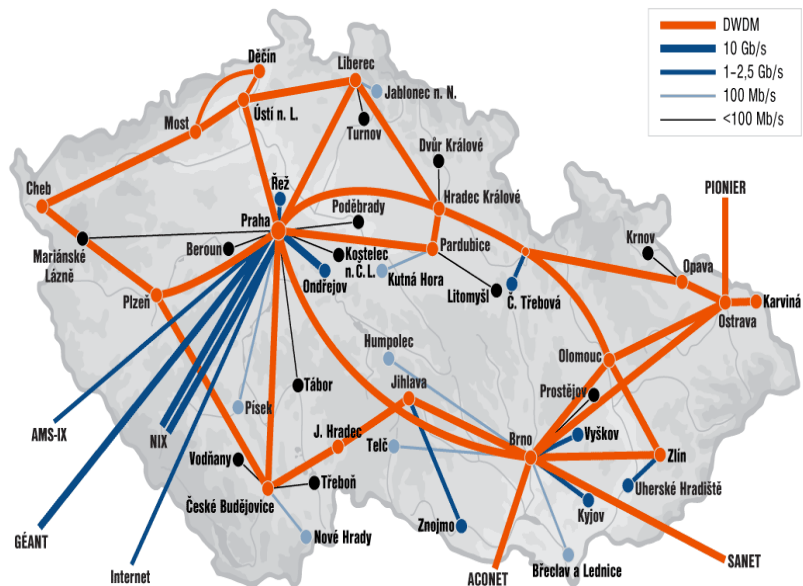 DWDM
10 Gb/s
1–2,5 Gb/s
100 Mb/s
<100 Mb/s
Děčín
Liberec
Jablonec n. N.
Ústí n. L.
Most
Turnov
Dvůr Králové
Cheb
Řež
Poděbrady
Hradec Králové
PIONIER
Praha
Mariánské
Lázně
Beroun
Kostelec
n. Č. L.
Pardubice
Krnov
Opava
Ondřejov
Kutná Hora
Litomyšl
Č. Třebová
Plzeň
Karviná
Ostrava
Humpolec
Olomouc
Tábor
Jihlava
Prostějov
Písek
AMS-IX
NIX
J. Hradec
Telč
Brno
Vyškov
Zlín
Vodňany
Třeboň
České Budějovice
Uherské Hradiště
Kyjov
Znojmo
GÉANT
Nové Hrady
Internet
ACONET
Břeclav a Lednice
SANET